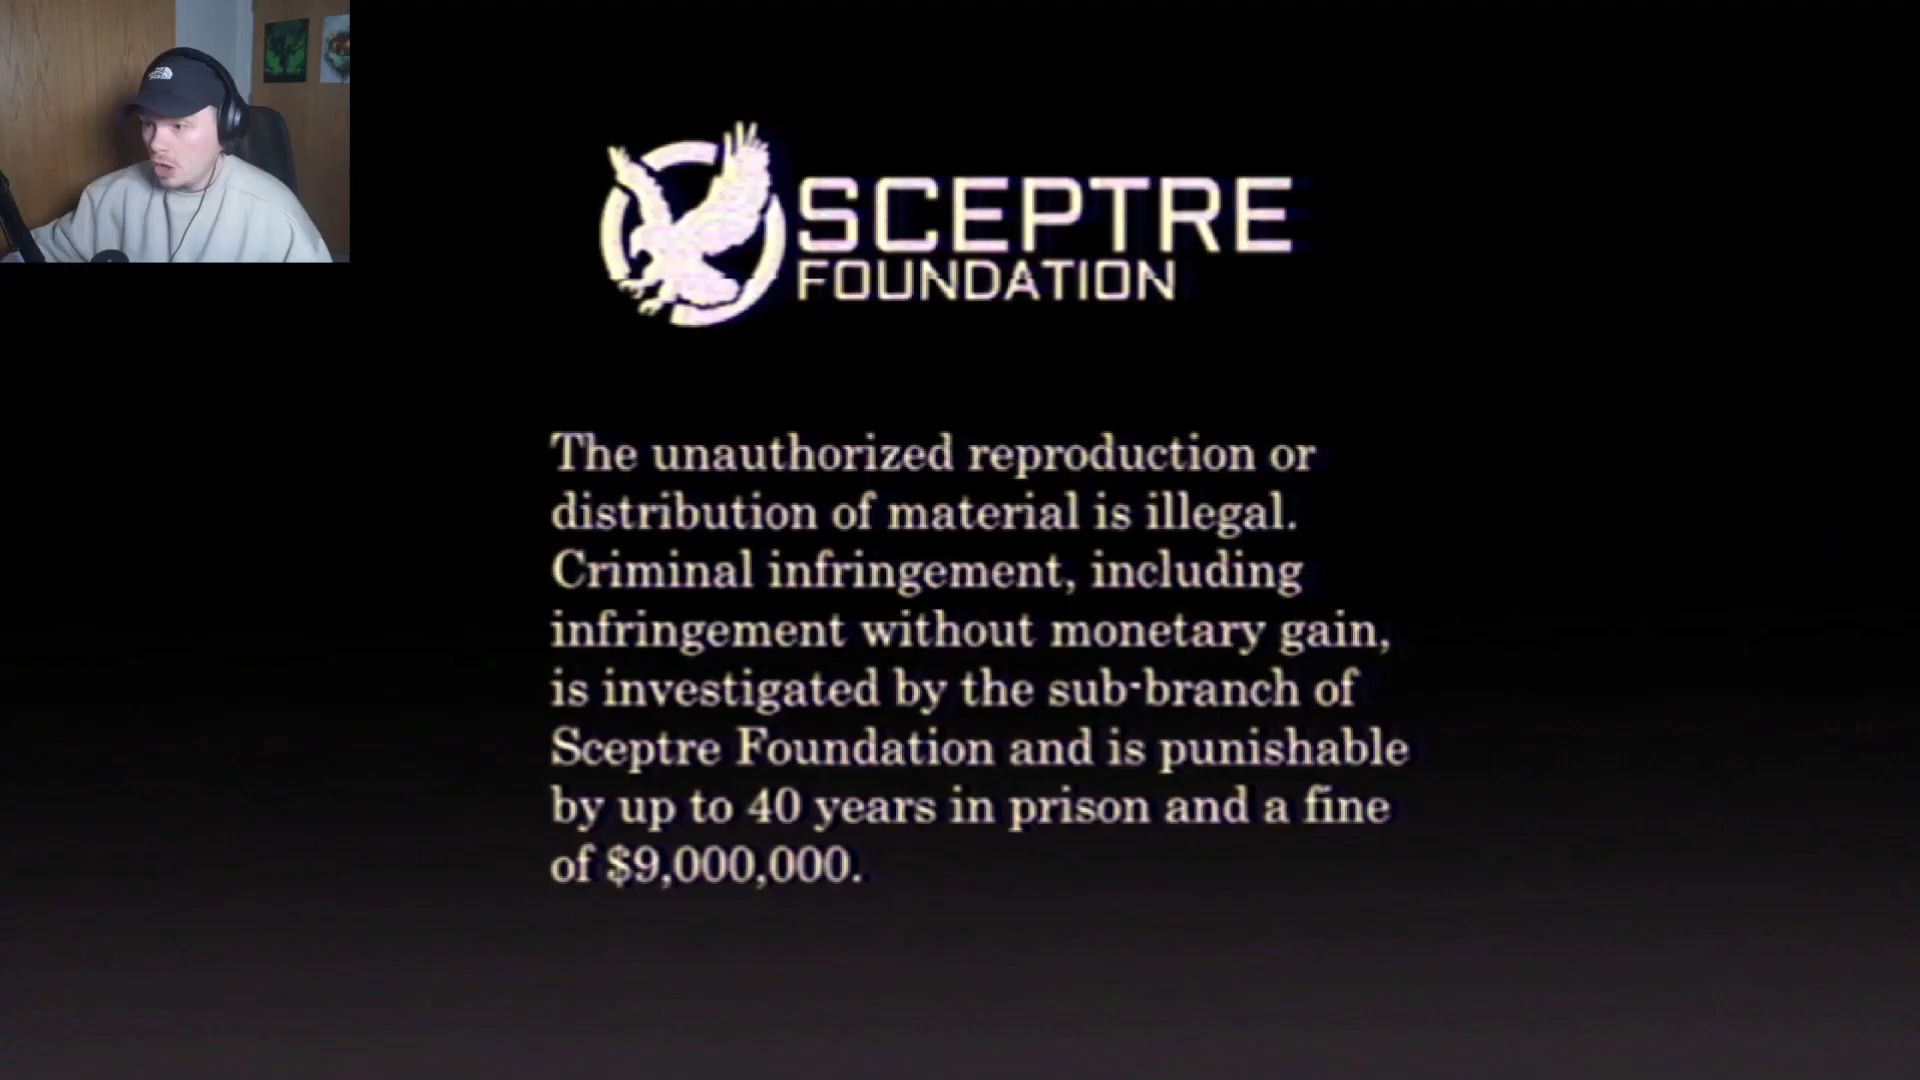 SCEPTRE
FOUNDATION
The unauthorized reproduction or
distribution of material is illegal.
Criminal infringement, including
infringement without monetary gain,
is investigated by the sub-branch of
Sceptre Foundation and is punishable
by up to 40 years in prison and a fine
of $9,000,000.